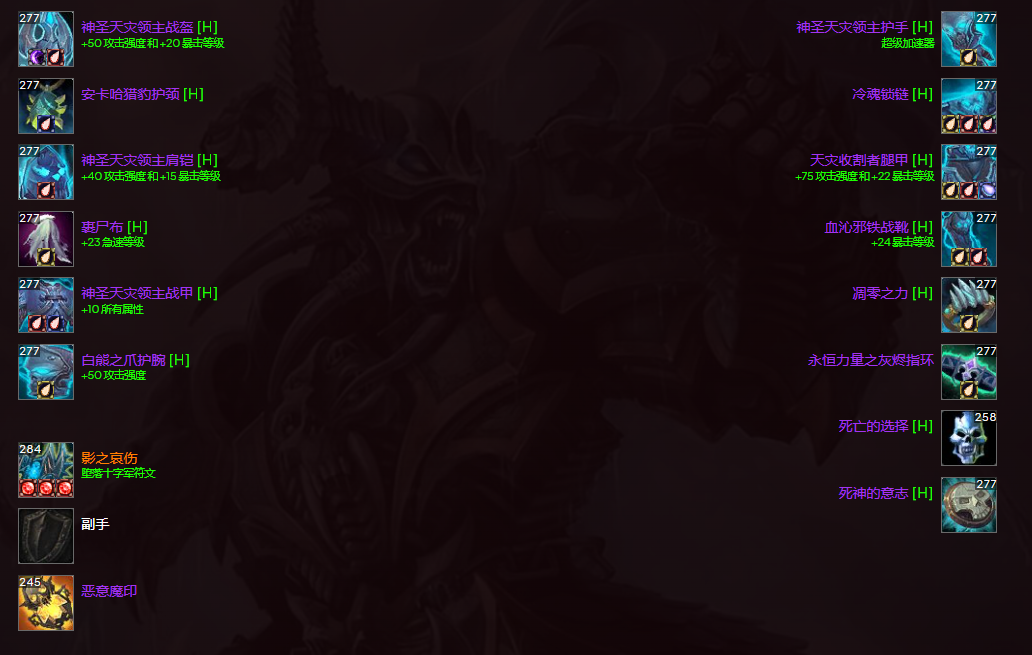 277
神圣天灾领主战盔 [H]
+50 攻击强度 和 +20 暴击等级
277
安卡哈猎豹护颈 [H]
277
神圣天灾领主肩铠 [H]
+40 攻击强度 和 +15 暴击等级
277
裹尸布 [H]
+23 急速等级
277
神圣天灾领主战甲 [H]
+10 所有属性
277
白熊之爪护腕 [H]
+50 攻击强度
284
影之哀伤
堕落十字军符文
副手
245
恶意魔印
277
神圣天灾领主护手 [H]
超级加速器
277
冷魂锁链 [H]
277
天灾收割者腿甲 [H]
+75 攻击强度 和 +22 暴击等级
277
血沁邪铁战靴 [H]
+24 暴击等级
277
凋零之力 [H]
277
永恒力量之灰烬指环
258
死亡的选择 [H]
277
死神的意志 [H]